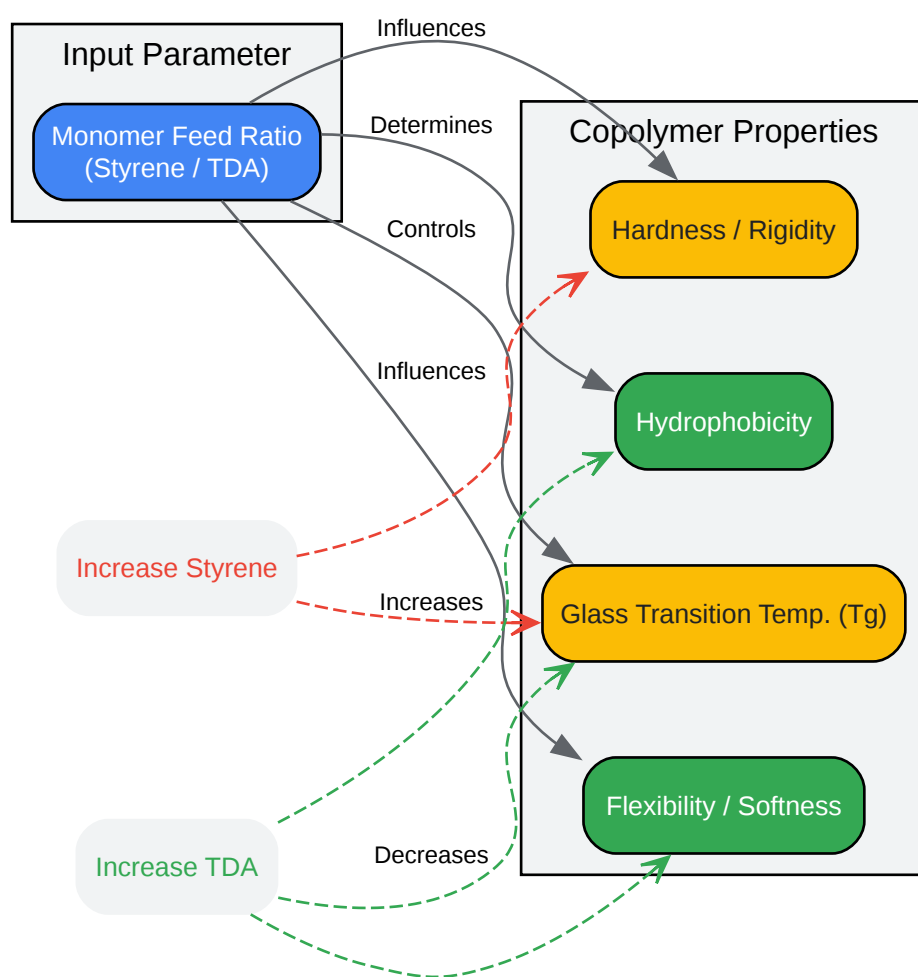 Influences
Input Parameter
Monomer Feed Ratio
(Styrene / TDA)
Determines
Copolymer Properties
Controls
Hardness / Rigidity
Influences
Hydrophobicity
Increase Styrene
Increases
Glass Transition Temp. (Tg)
Flexibility / Softness
Decreases
Increase TDA